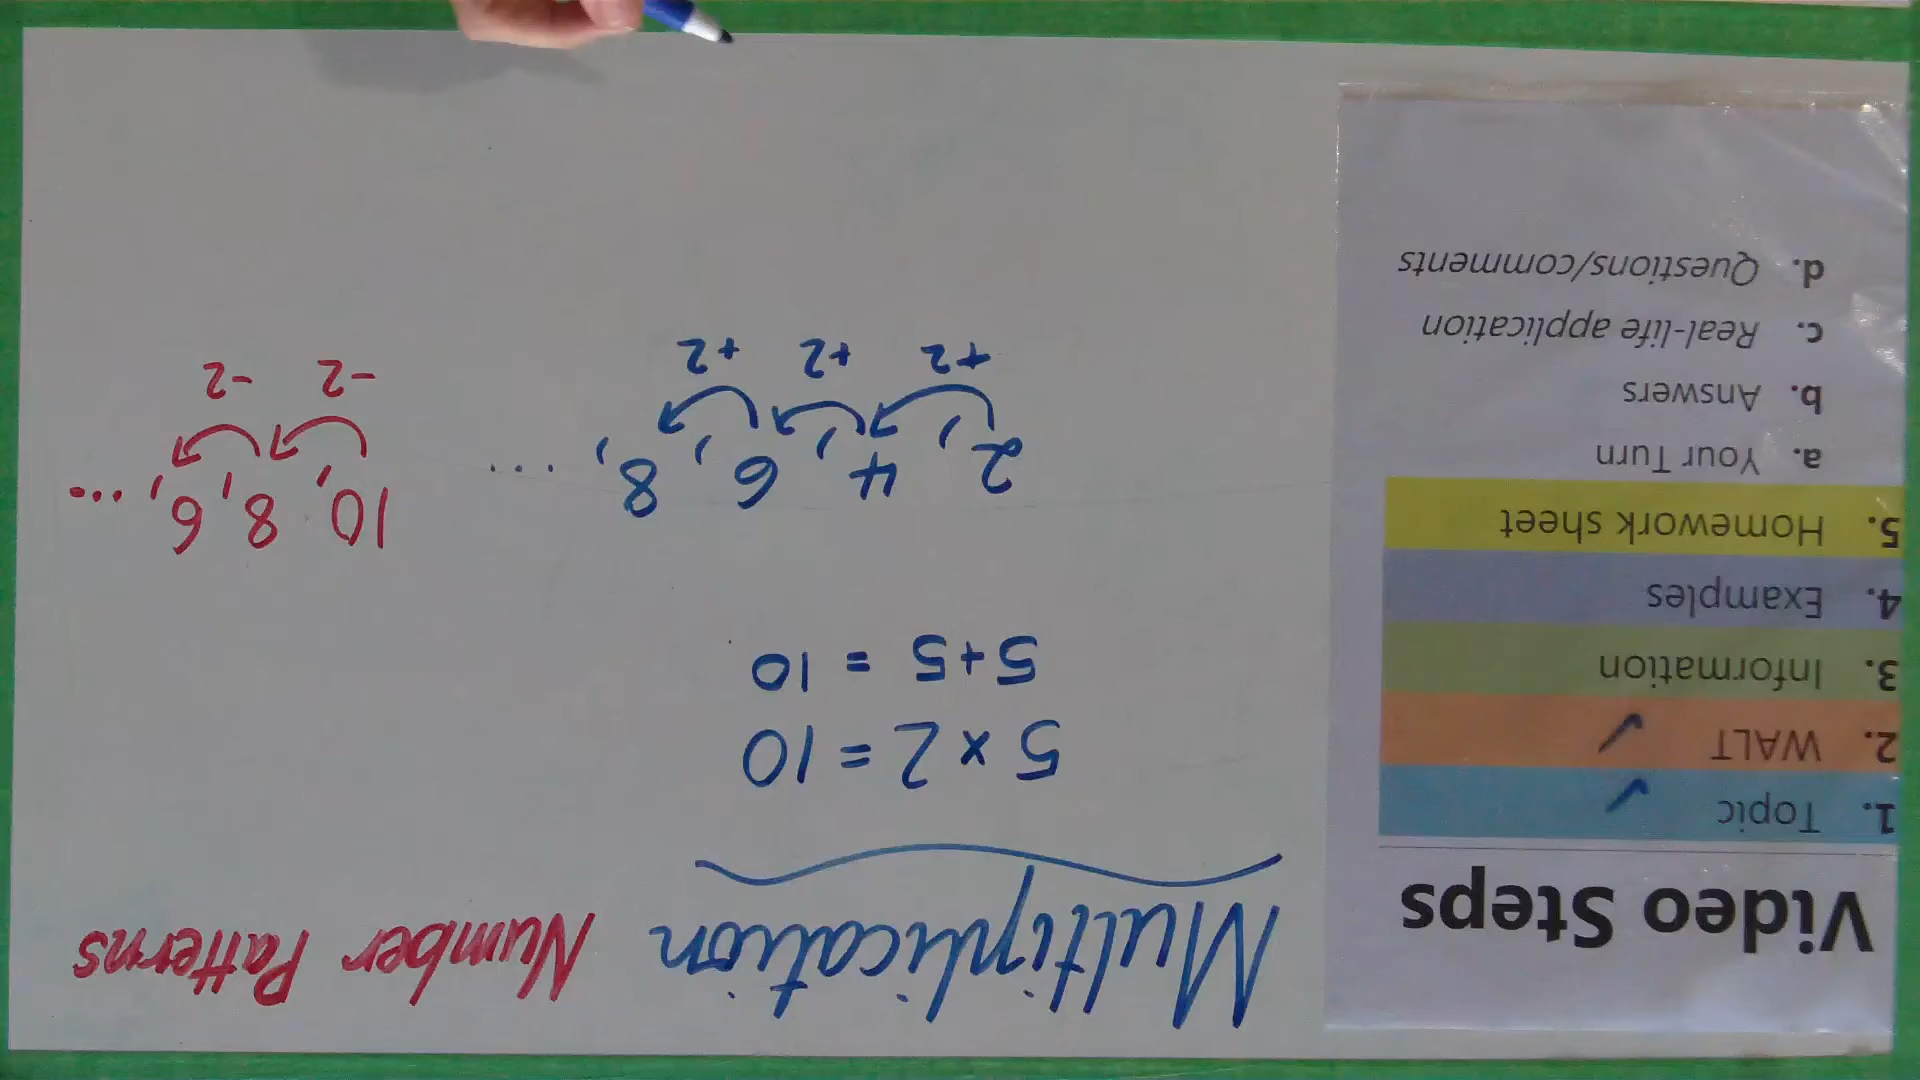 Video Steps
1. Topic ✓
2. WALT ✓
3. Information
4. Examples
5. Homework sheet
a. Your Turn
b. Answers
c. Real-life application
d. Questions/comments
Multiplication
5 × 2 = 10
5+5 = 10
2, 4, 6, 8, ...
+2 +2 +2
Number Patterns
10, 8, 6, ...
-2 -2